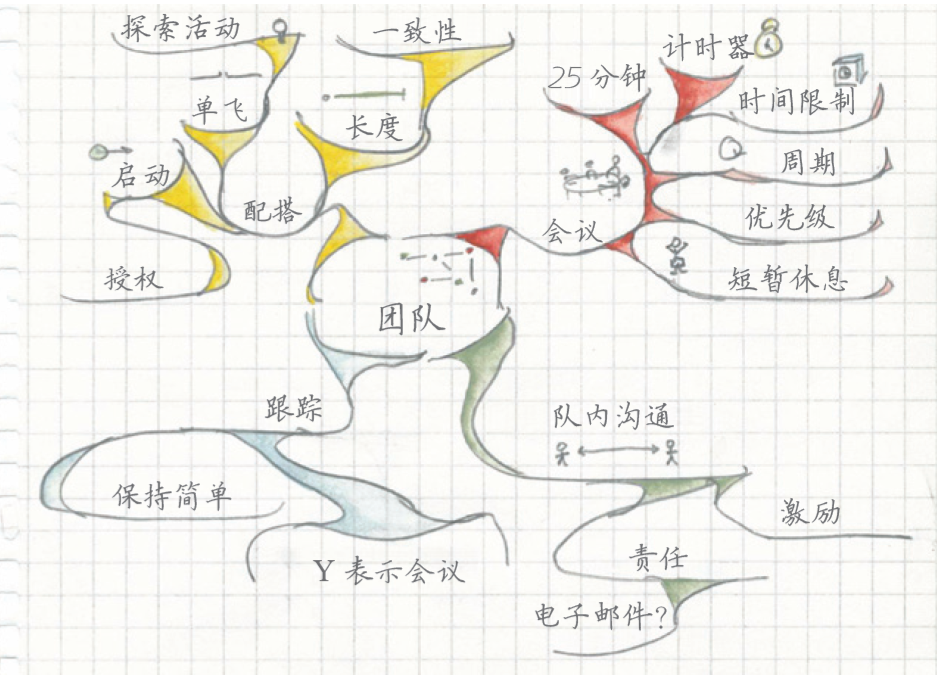 探索活动
一致性
计时器
25分钟
单飞
长度
时间限制
启动
周期
配搭
会议
优先级
授权
团队
短暂休息
跟踪
队内沟通
保持简单
激励
Y 表示会议
责任
电子邮件?